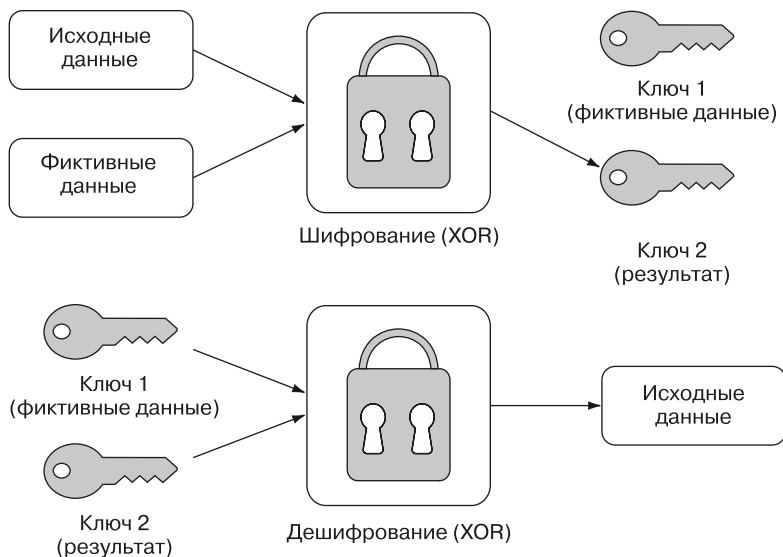 Исходные
данные
Фиктивные
данные
Шифрование (XOR)
Ключ 1
(фиктивные данные)
Ключ 2
(результат)
Ключ 1
(фиктивные данные)
Ключ 2
(результат)
Дешифрование (XOR)
Исходные
данные